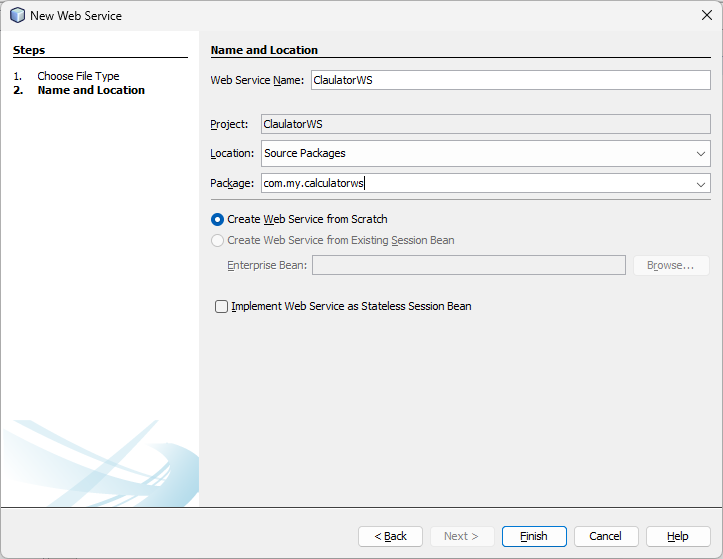 New Web Service
Steps
1. Choose File Type
2. Name and Location
Name and Location
Web Service Name: ClaulatorWS
Project: ClaulatorWS
Location: Source Packages
Package: com.my.calculatorws
Create Web Service from Scratch
Create Web Service from Existing Session Bean
Enterprise Bean: Browse...
Implement Web Service as Stateless Session Bean
< Back Next > Finish Cancel Help